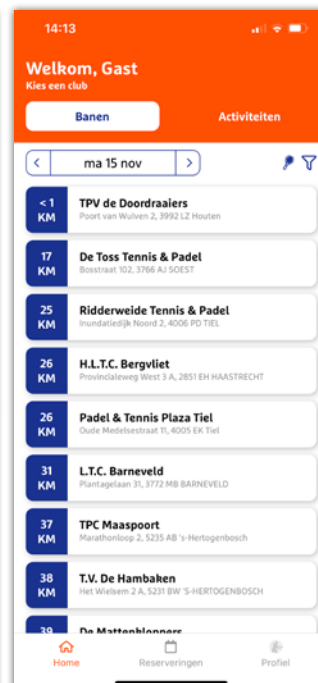 14:13
Welkom, Gast
Kies een club
Banen
Activiteiten
ma 15 nov
< 1
KM
TPV de Doordraaiers
Poort van Wulven 2, 3992 LZ Houten
17
KM
De Toss Tennis & Padel
Bosstraat 102, 3766 AJ SOEST
25
KM
Ridderweide Tennis & Padel
Inundatiedijk Noord 2, 4006 PD TIEL
26
KM
H.L.T.C. Bergvliet
Provincialeweg West 3 A, 2851 EH HAASTRECHT
26
KM
Padel & Tennis Plaza Tiel
Oude Medelsestraat 11, 4005 EK Tiel
31
KM
L.T.C. Barneveld
Plantagelaan 31, 3772 MB BARNEVELD
37
KM
TPC Maaspoort
Marathonloop 2, 5235 AB 's-Hertogenbosch
38
KM
T.V. De Hambaken
Het Wielsem 2 A, 5231 BW 'S-HERTOGENBOSCH
39
De Mattenkloppers
Home
Reserveringen
Profiel